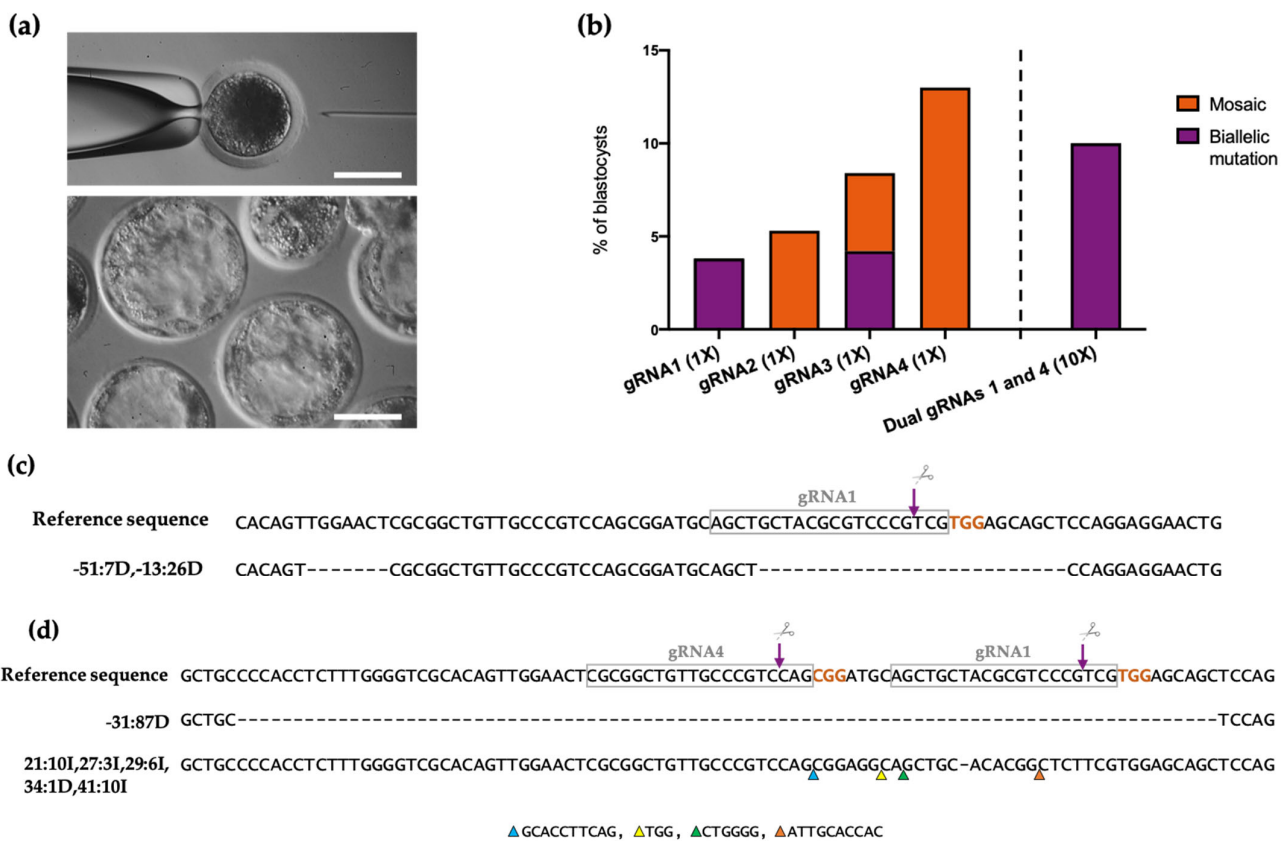 (a)
(b)
15
10
5
0
% of blastocysts
gRNA1 (1X)
gRNA2 (1X)
gRNA3 (1X)
gRNA4 (1X)
Dual gRNAs 1 and 4 (10X)
Mosaic
Biallelic
mutation
(c)
gRNA1
Reference sequence CACAGTTGGAACTCGCGGCTGTTGCCCGTCCAGCGGATGCAGCTGCTACGCGTCCCGTCGTGGAGCAGCTCCAGGAGGAACTG
-51:7D,-13:26D CACAGT-------CGCGGCTGTTGCCCGTCCAGCGGATGCAGCT--------------------------CCAGGAGGAACTG
(d)
gRNA4 gRNA1
Reference sequence GCTGCCCCACCTCTTTGGGGTCGCACAGTTGGAACTCGCGGCTGTTGCCCGTCCAGCGGATGCAGCTGCTACGCGTCCCGTCGTGGAGCAGCTCCAG
-31:87D GCTGC---------------------------------------------------------------------------------------TCCAG
21:10I,27:3I,29:6I, GCTGCCCCACCTCTTTGGGGTCGCACAGTTGGAACTCGCGGCTGTTGCCCGTCCAGCGGAGGCAGCTGC-ACACGGCTCTTCGTGGAGCAGCTCCAG
34:1D,41:10I
GCACCTTCAG, TGG, CTGGGG, ATTGCACCAC